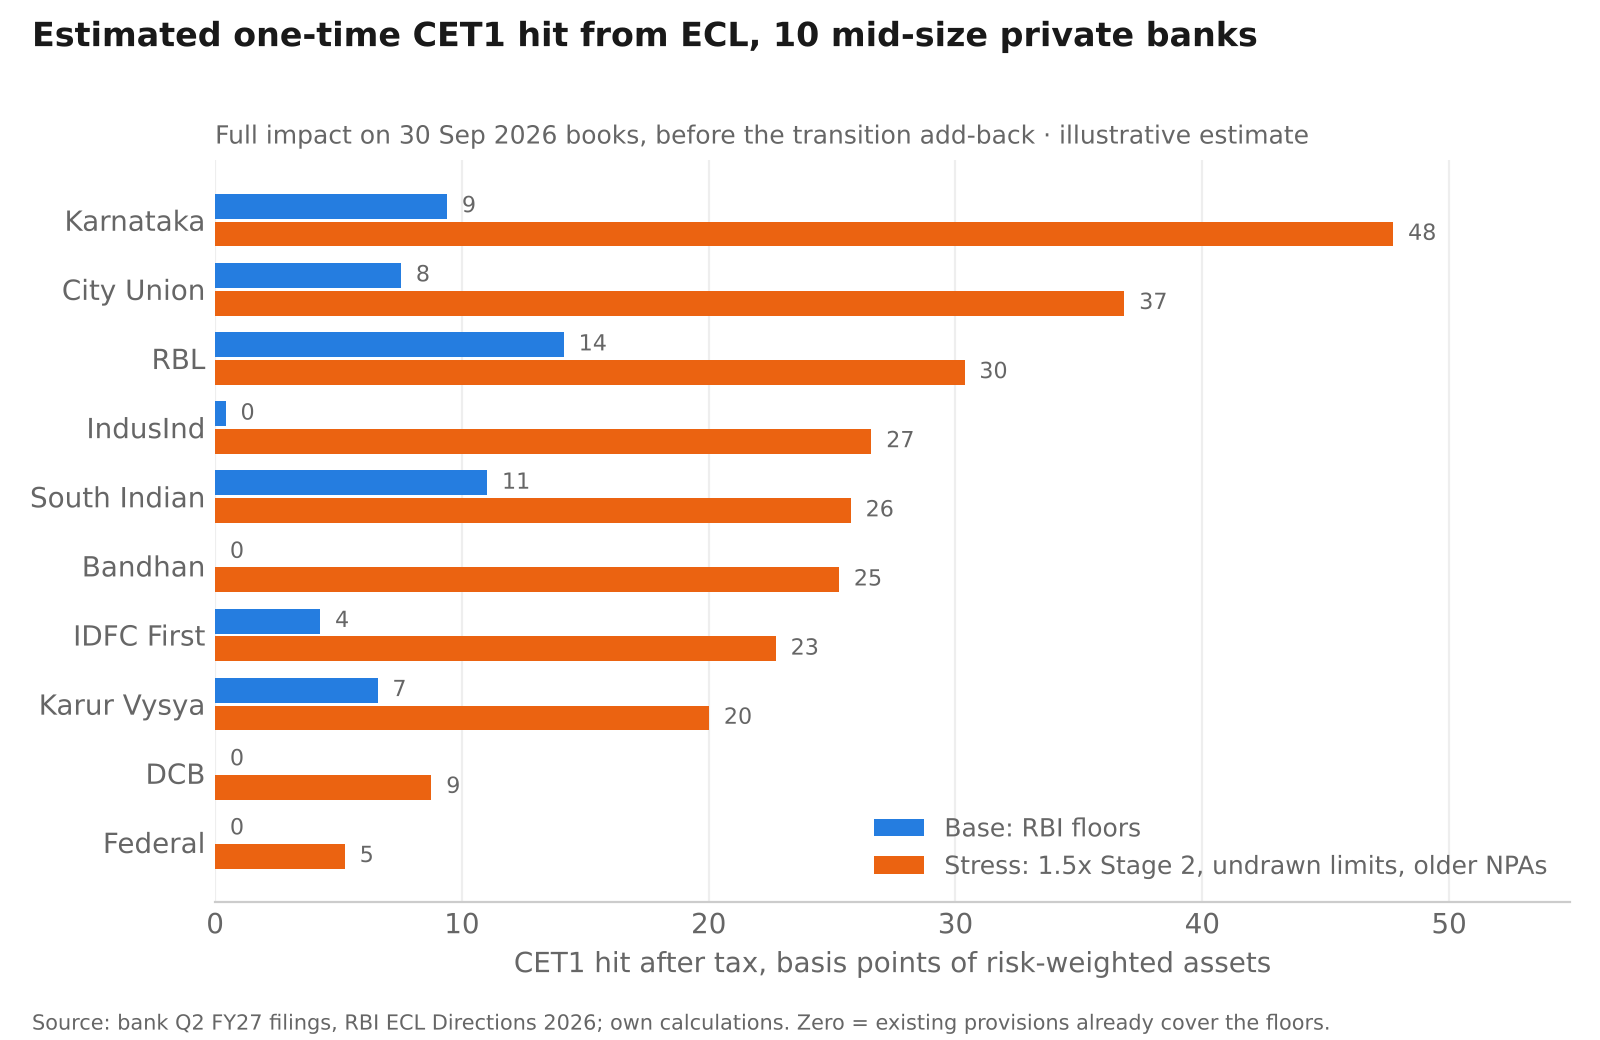 Estimated one-time CET1 hit from ECL, 10 mid-size private banks
Full impact on 30 Sep 2026 books, before the transition add-back · illustrative estimate
Karnataka
9
48
City Union
8
37
RBL
14
30
IndusInd
0
27
South Indian
11
26
Bandhan
0
25
IDFC First
4
23
Karur Vysya
7
20
DCB
0
9
Federal
0
5
Base: RBI floors
Stress: 1.5x Stage 2, undrawn limits, older NPAs
0 10 20 30 40 50
CET1 hit after tax, basis points of risk-weighted assets
Source: bank Q2 FY27 filings, RBI ECL Directions 2026; own calculations. Zero = existing provisions already cover the floors.